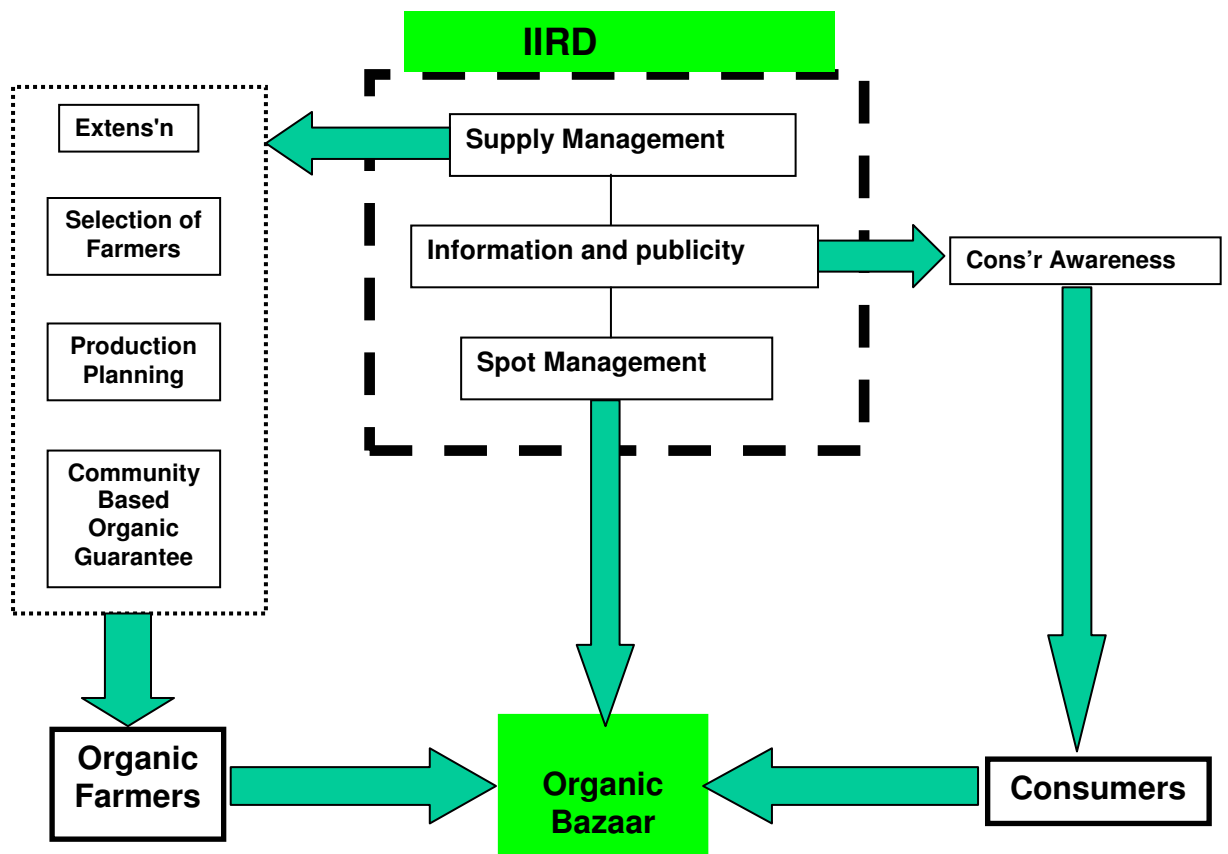 IIRD
Extens'n
Selection of
Farmers
Production
Planning
Community
Based
Organic
Guarantee
Supply Management
Information and publicity
Spot Management
Cons’r Awareness
Organic
Farmers
Organic
Bazaar
Consumers